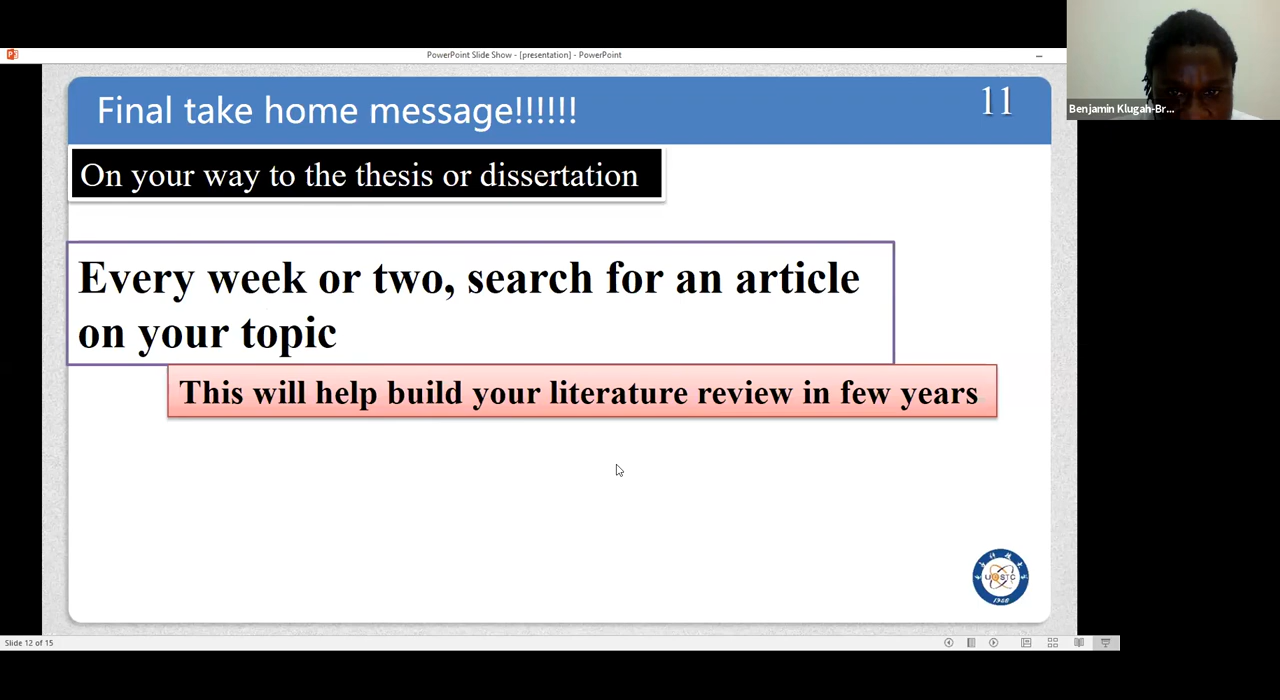 PowerPoint Slide Show - [presentation] - PowerPoint
Final take home message!!!!!!
11
Benjamin Klugah-Br...
On your way to the thesis or dissertation
Every week or two, search for an article
on your topic
This will help build your literature review in few years
UESTC
1956
Slide 12 of 15